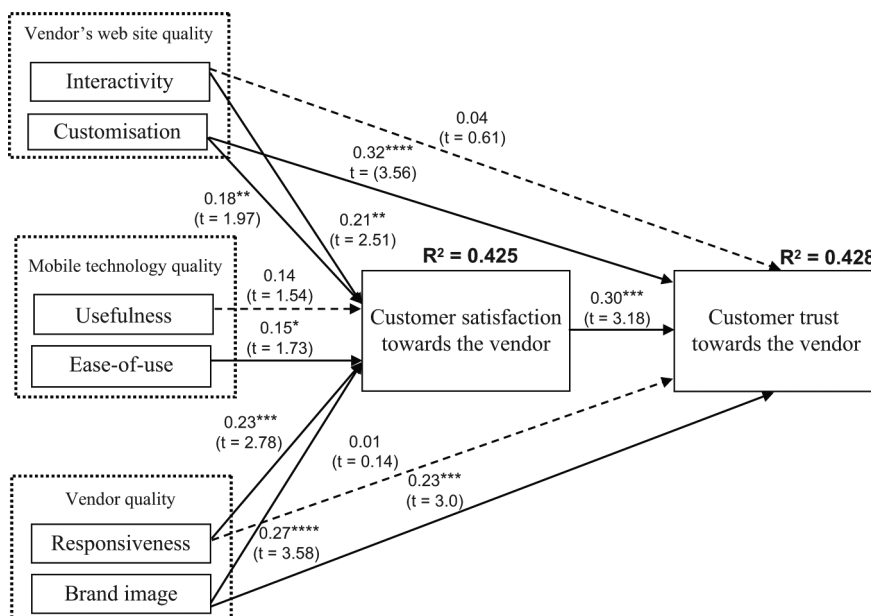 Vendor's web site quality
Interactivity
Customisation
0.04
(t = 0.61)
0.32****
t = (3.56)
0.18**
(t = 1.97)
0.21**
(t = 2.51)
R² = 0.425
R² = 0.428
Mobile technology quality
Usefulness
Ease-of-use
0.14
(t = 1.54)
0.15*
(t = 1.73)
Customer satisfaction
towards the vendor
0.30***
(t = 3.18)
Customer trust
towards the vendor
0.23***
(t = 2.78)
0.01
(t = 0.14)
0.23***
(t = 3.0)
Vendor quality
Responsiveness
Brand image
0.27****
(t = 3.58)